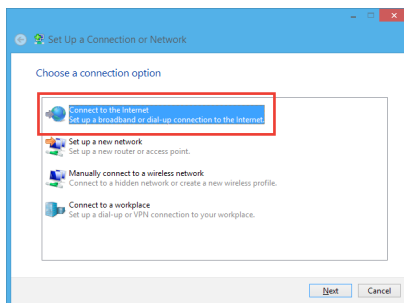 Set Up a Connection or Network
Choose a connection option
Connect to the Internet
Set up a broadband or dial-up connection to the Internet.
Set up a new network
Set up a new router or access point.
Manually connect to a wireless network
Connect to a hidden network or create a new wireless profile.
Connect to a workplace
Set up a dial-up or VPN connection to your workplace.
Next Cancel